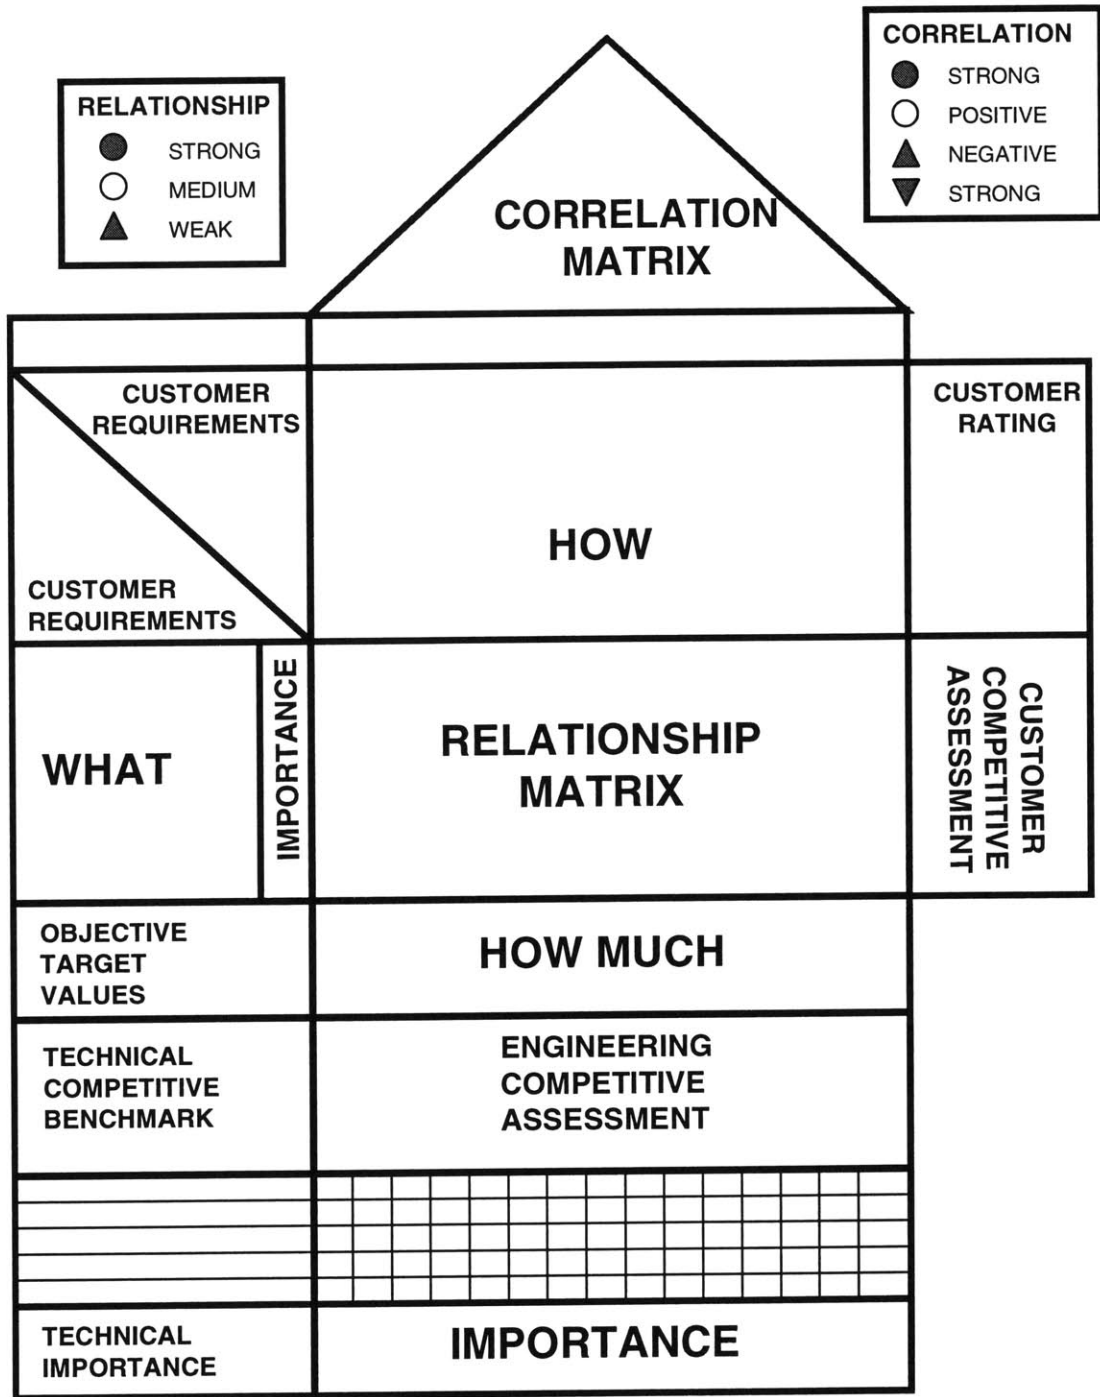 RELATIONSHIP
STRONG
MEDIUM
WEAK
CORRELATION
STRONG
POSITIVE
NEGATIVE
STRONG
CORRELATION
MATRIX
CUSTOMER
REQUIREMENTS
CUSTOMER
REQUIREMENTS
HOW
CUSTOMER
RATING
WHAT
IMPORTANCE
RELATIONSHIP
MATRIX
CUSTOMER
COMPETITIVE
ASSESSMENT
OBJECTIVE
TARGET
VALUES
HOW MUCH
TECHNICAL
COMPETITIVE
BENCHMARK
ENGINEERING
COMPETITIVE
ASSESSMENT
TECHNICAL
IMPORTANCE
IMPORTANCE